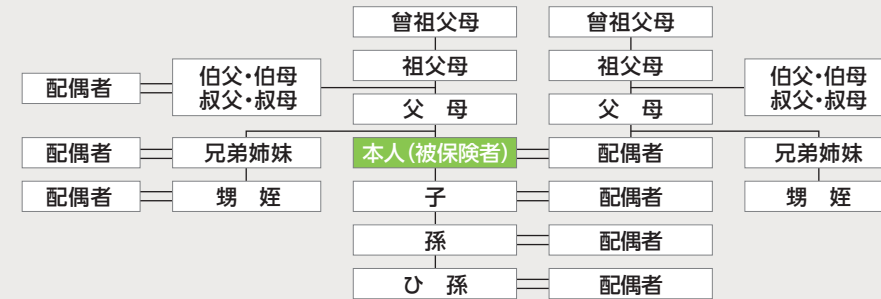 曾祖父母
曾祖父母
祖父母
祖父母
配偶者
伯父・伯母
叔父・叔母
伯父・伯母
叔父・叔母
父　母
父　母
配偶者
兄弟姉妹
本人(被保険者)
配偶者
兄弟姉妹
配偶者
甥　姪
子
配偶者
甥　姪
孫
配偶者
ひ　孫
配偶者